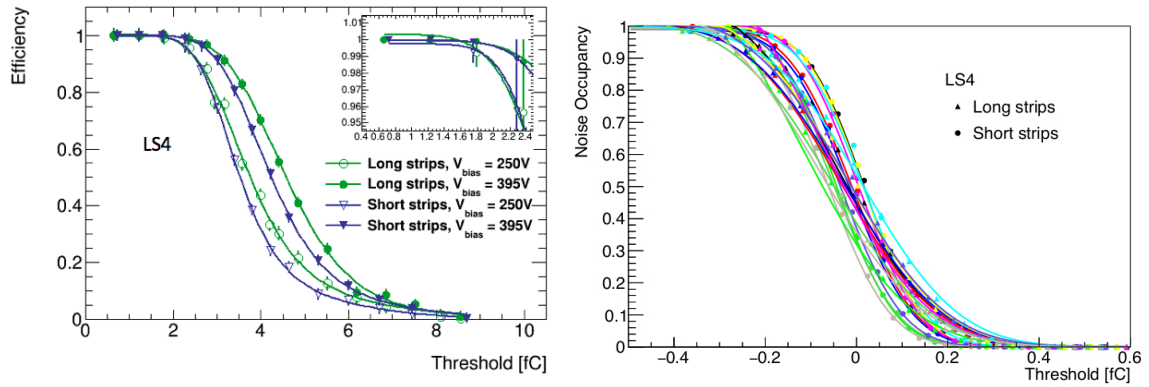 Efficiency
1
0.8
0.6
0.4
0.2
0
0 2 4 6 8 10
Threshold [fC]
LS4
1.01
1
0.99
0.98
0.97
0.96
0.95
0.4 0.6 0.8 1 1.2 1.4 1.6 1.8 2 2.2 2.4
Long strips, Vbias = 250V
Long strips, Vbias = 395V
Short strips, Vbias = 250V
Short strips, Vbias = 395V
Noise Occupancy
1
0.9
0.8
0.7
0.6
0.5
0.4
0.3
0.2
0.1
0
−0.4 −0.2 0 0.2 0.4 0.6
Threshold [fC]
LS4
Long strips
Short strips